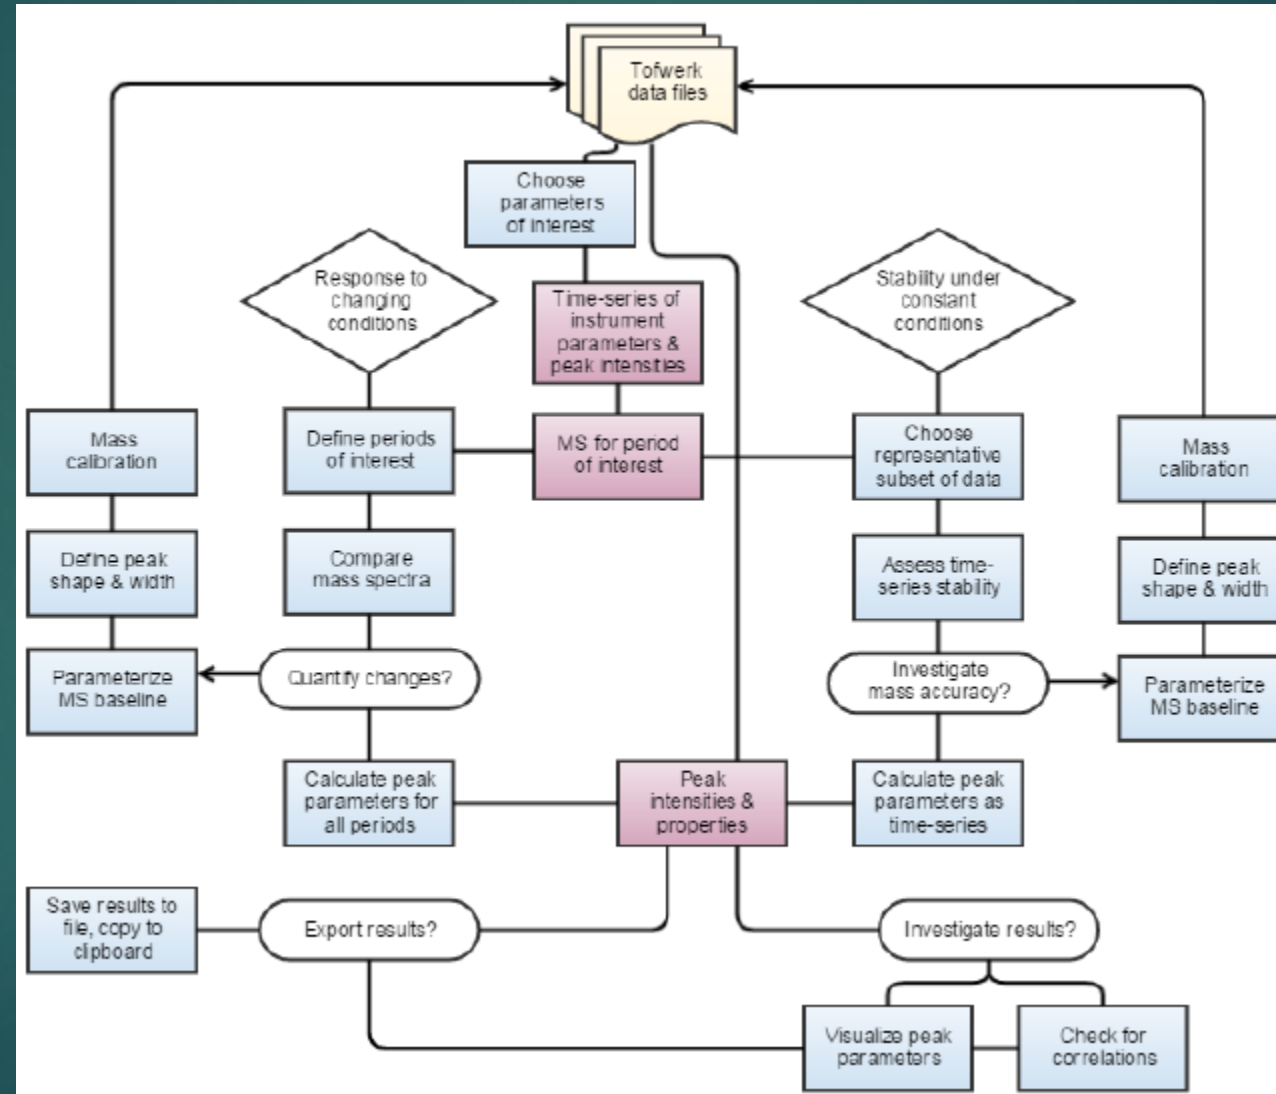 Tofwerk
data files
Choose
parameters
of interest
Response to
changing
conditions
Time-series of
instrument
parameters &
peak intensities
Stability under
constant
conditions
Mass
calibration
Define periods
of interest
MS for period
of interest
Choose
representative
subset of data
Mass
calibration
Define peak
shape & width
Compare
mass spectra
Assess time-
series stability
Define peak
shape & width
Parameterize
MS baseline
Quantify changes?
Investigate
mass accuracy?
Parameterize
MS baseline
Calculate peak
parameters for
all periods
Peak
intensities &
properties
Calculate peak
parameters as
time-series
Save results to
file, copy to
clipboard
Export results?
Investigate results?
Visualize peak
parameters
Check for
correlations